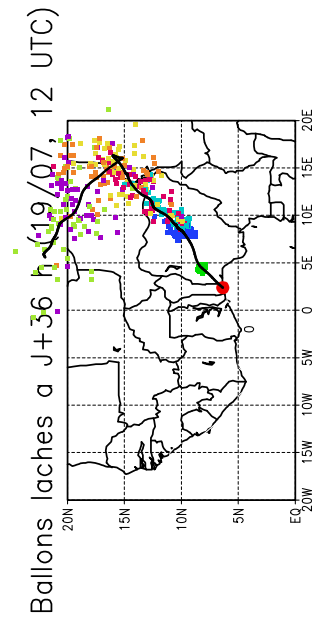 Ballons laches a J+36 h (19/07, 12 UTC)
20N
15N
10N
5N
EQ
20W
15W
10W
5W
0
5E
10E
15E
20E
0